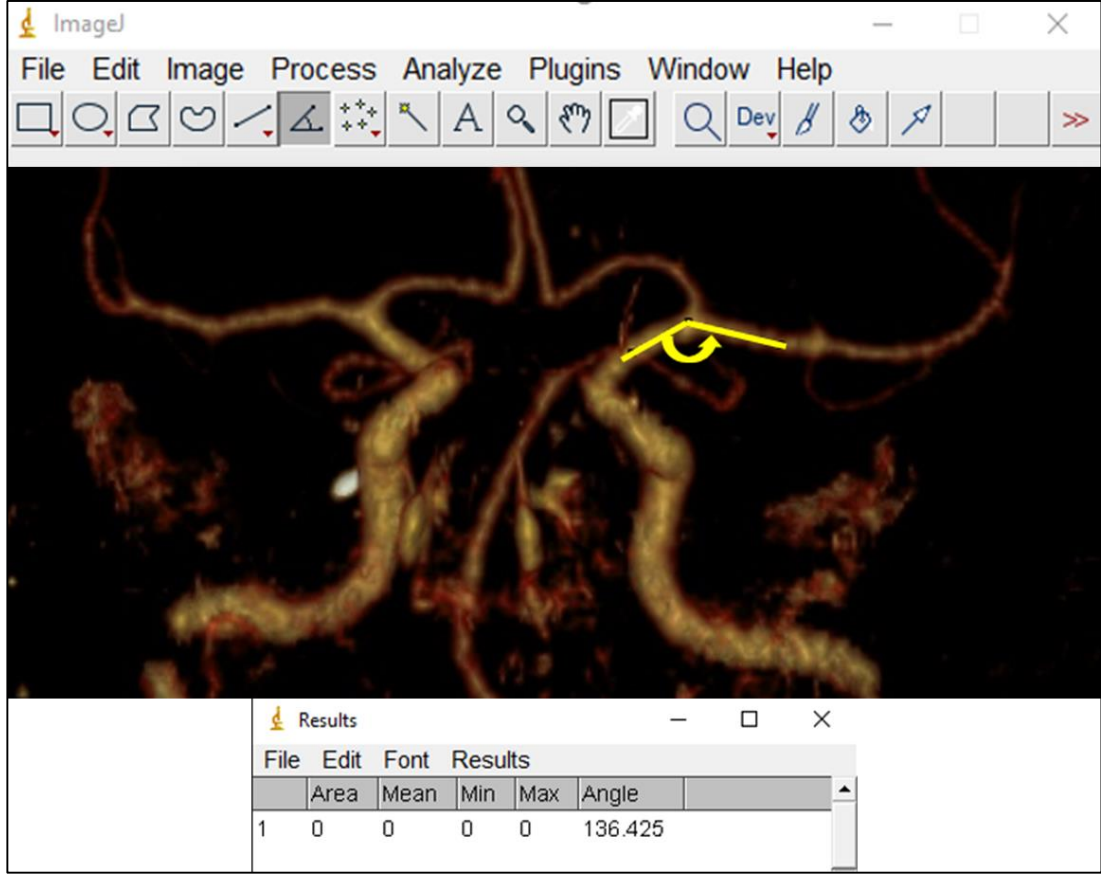 ImageJ
File Edit Image Process Analyze Plugins Window Help
A Dev >>
Results
File Edit Font Results
Area Mean Min Max Angle
1 0 0 0 0 136.425